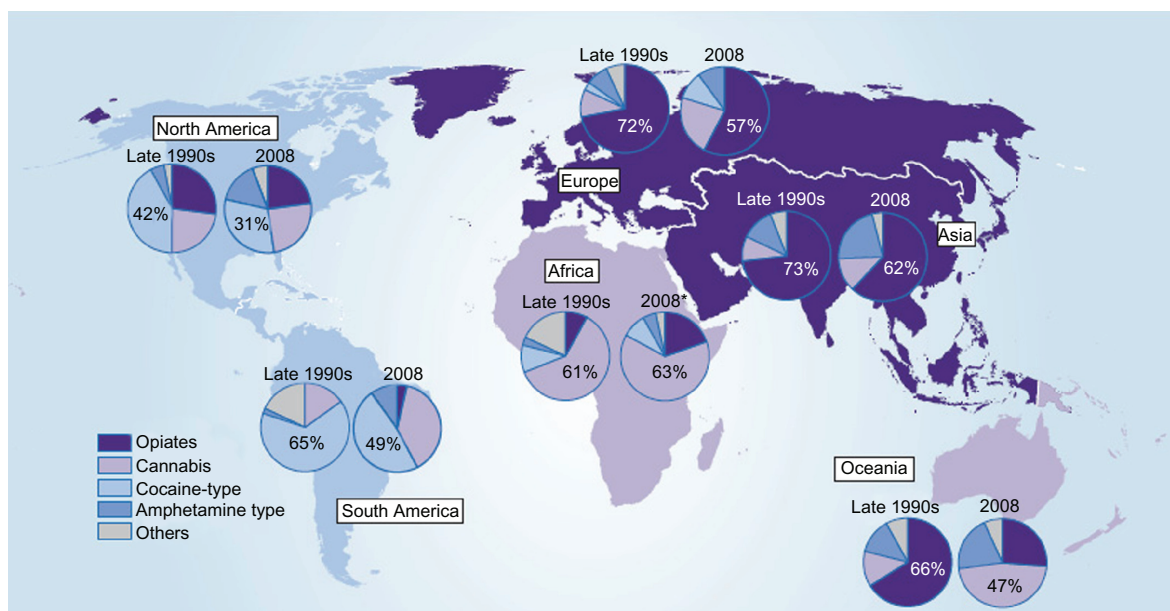 Late 1990s 2008
72% 57%
North America
Late 1990s 2008
42% 31%
Europe
Late 1990s 2008
Asia
73% 62%
Africa
Late 1990s 2008*
61% 63%
Late 1990s 2008
65% 49%
South America
Opiates
Cannabis
Cocaine-type
Amphetamine type
Others
Oceania
Late 1990s 2008
66% 47%